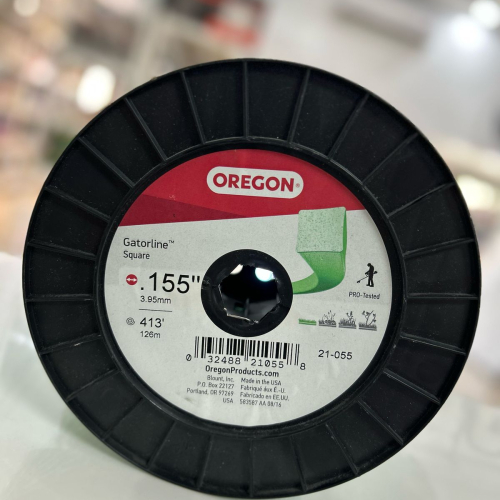 OREGON®
Gatorline™
Square
.155"
3.95mm
413'
126m
PRO-Tested
21-055
0 32488 21055 8
OregonProducts.com
Blount, Inc. Made in the USA
P.O. Box 22127 Fabriqué aux É.-U.
Portland, OR 97269 Fabricado en EE.UU.
USA 583587 AA 08/16